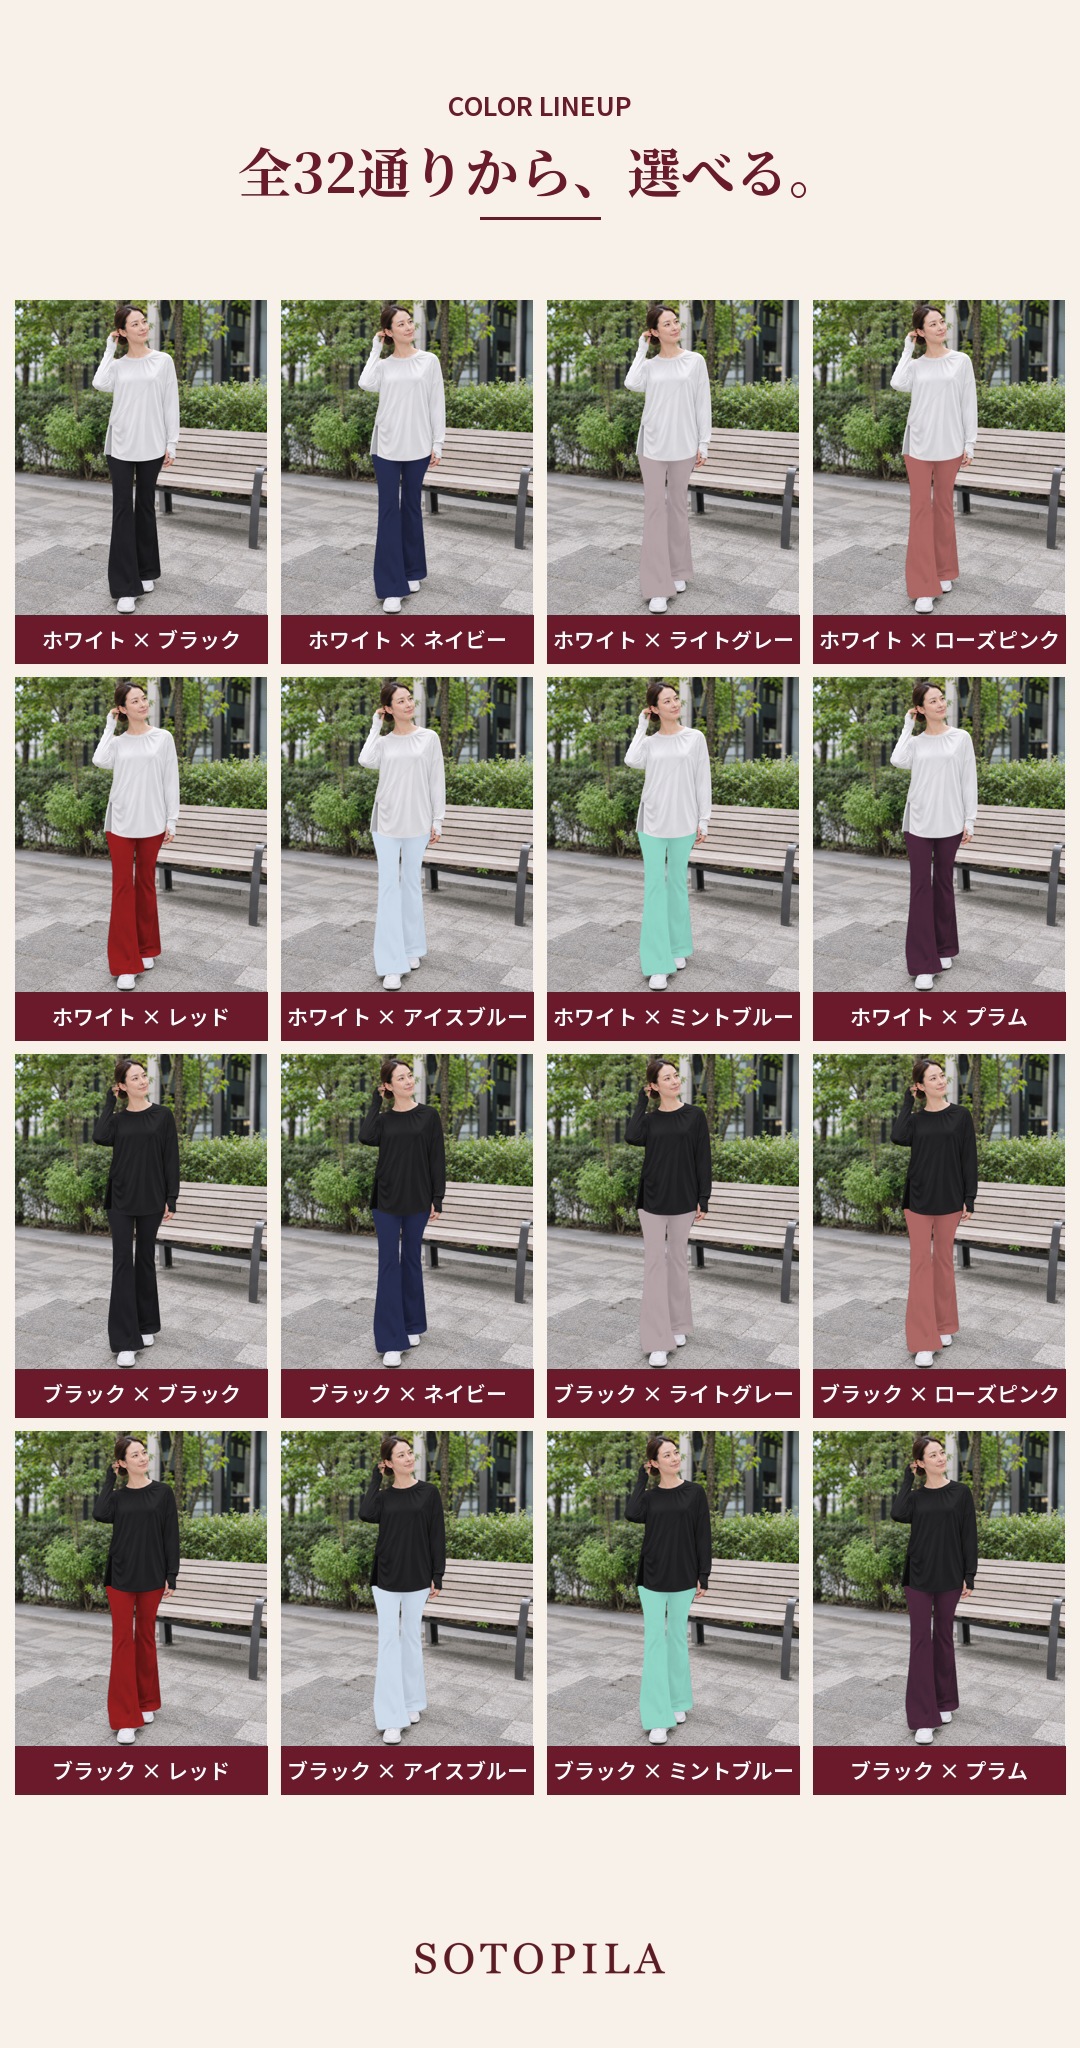 COLOR LINEUP
全32通りから、選べる。
ホワイト × ブラック
ホワイト × ネイビー
ホワイト × ライトグレー
ホワイト × ローズピンク
ホワイト × レッド
ホワイト × アイスブルー
ホワイト × ミントブルー
ホワイト × プラム
ブラック × ブラック
ブラック × ネイビー
ブラック × ライトグレー
ブラック × ローズピンク
ブラック × レッド
ブラック × アイスブルー
ブラック × ミントブルー
ブラック × プラム
SOTOPILA